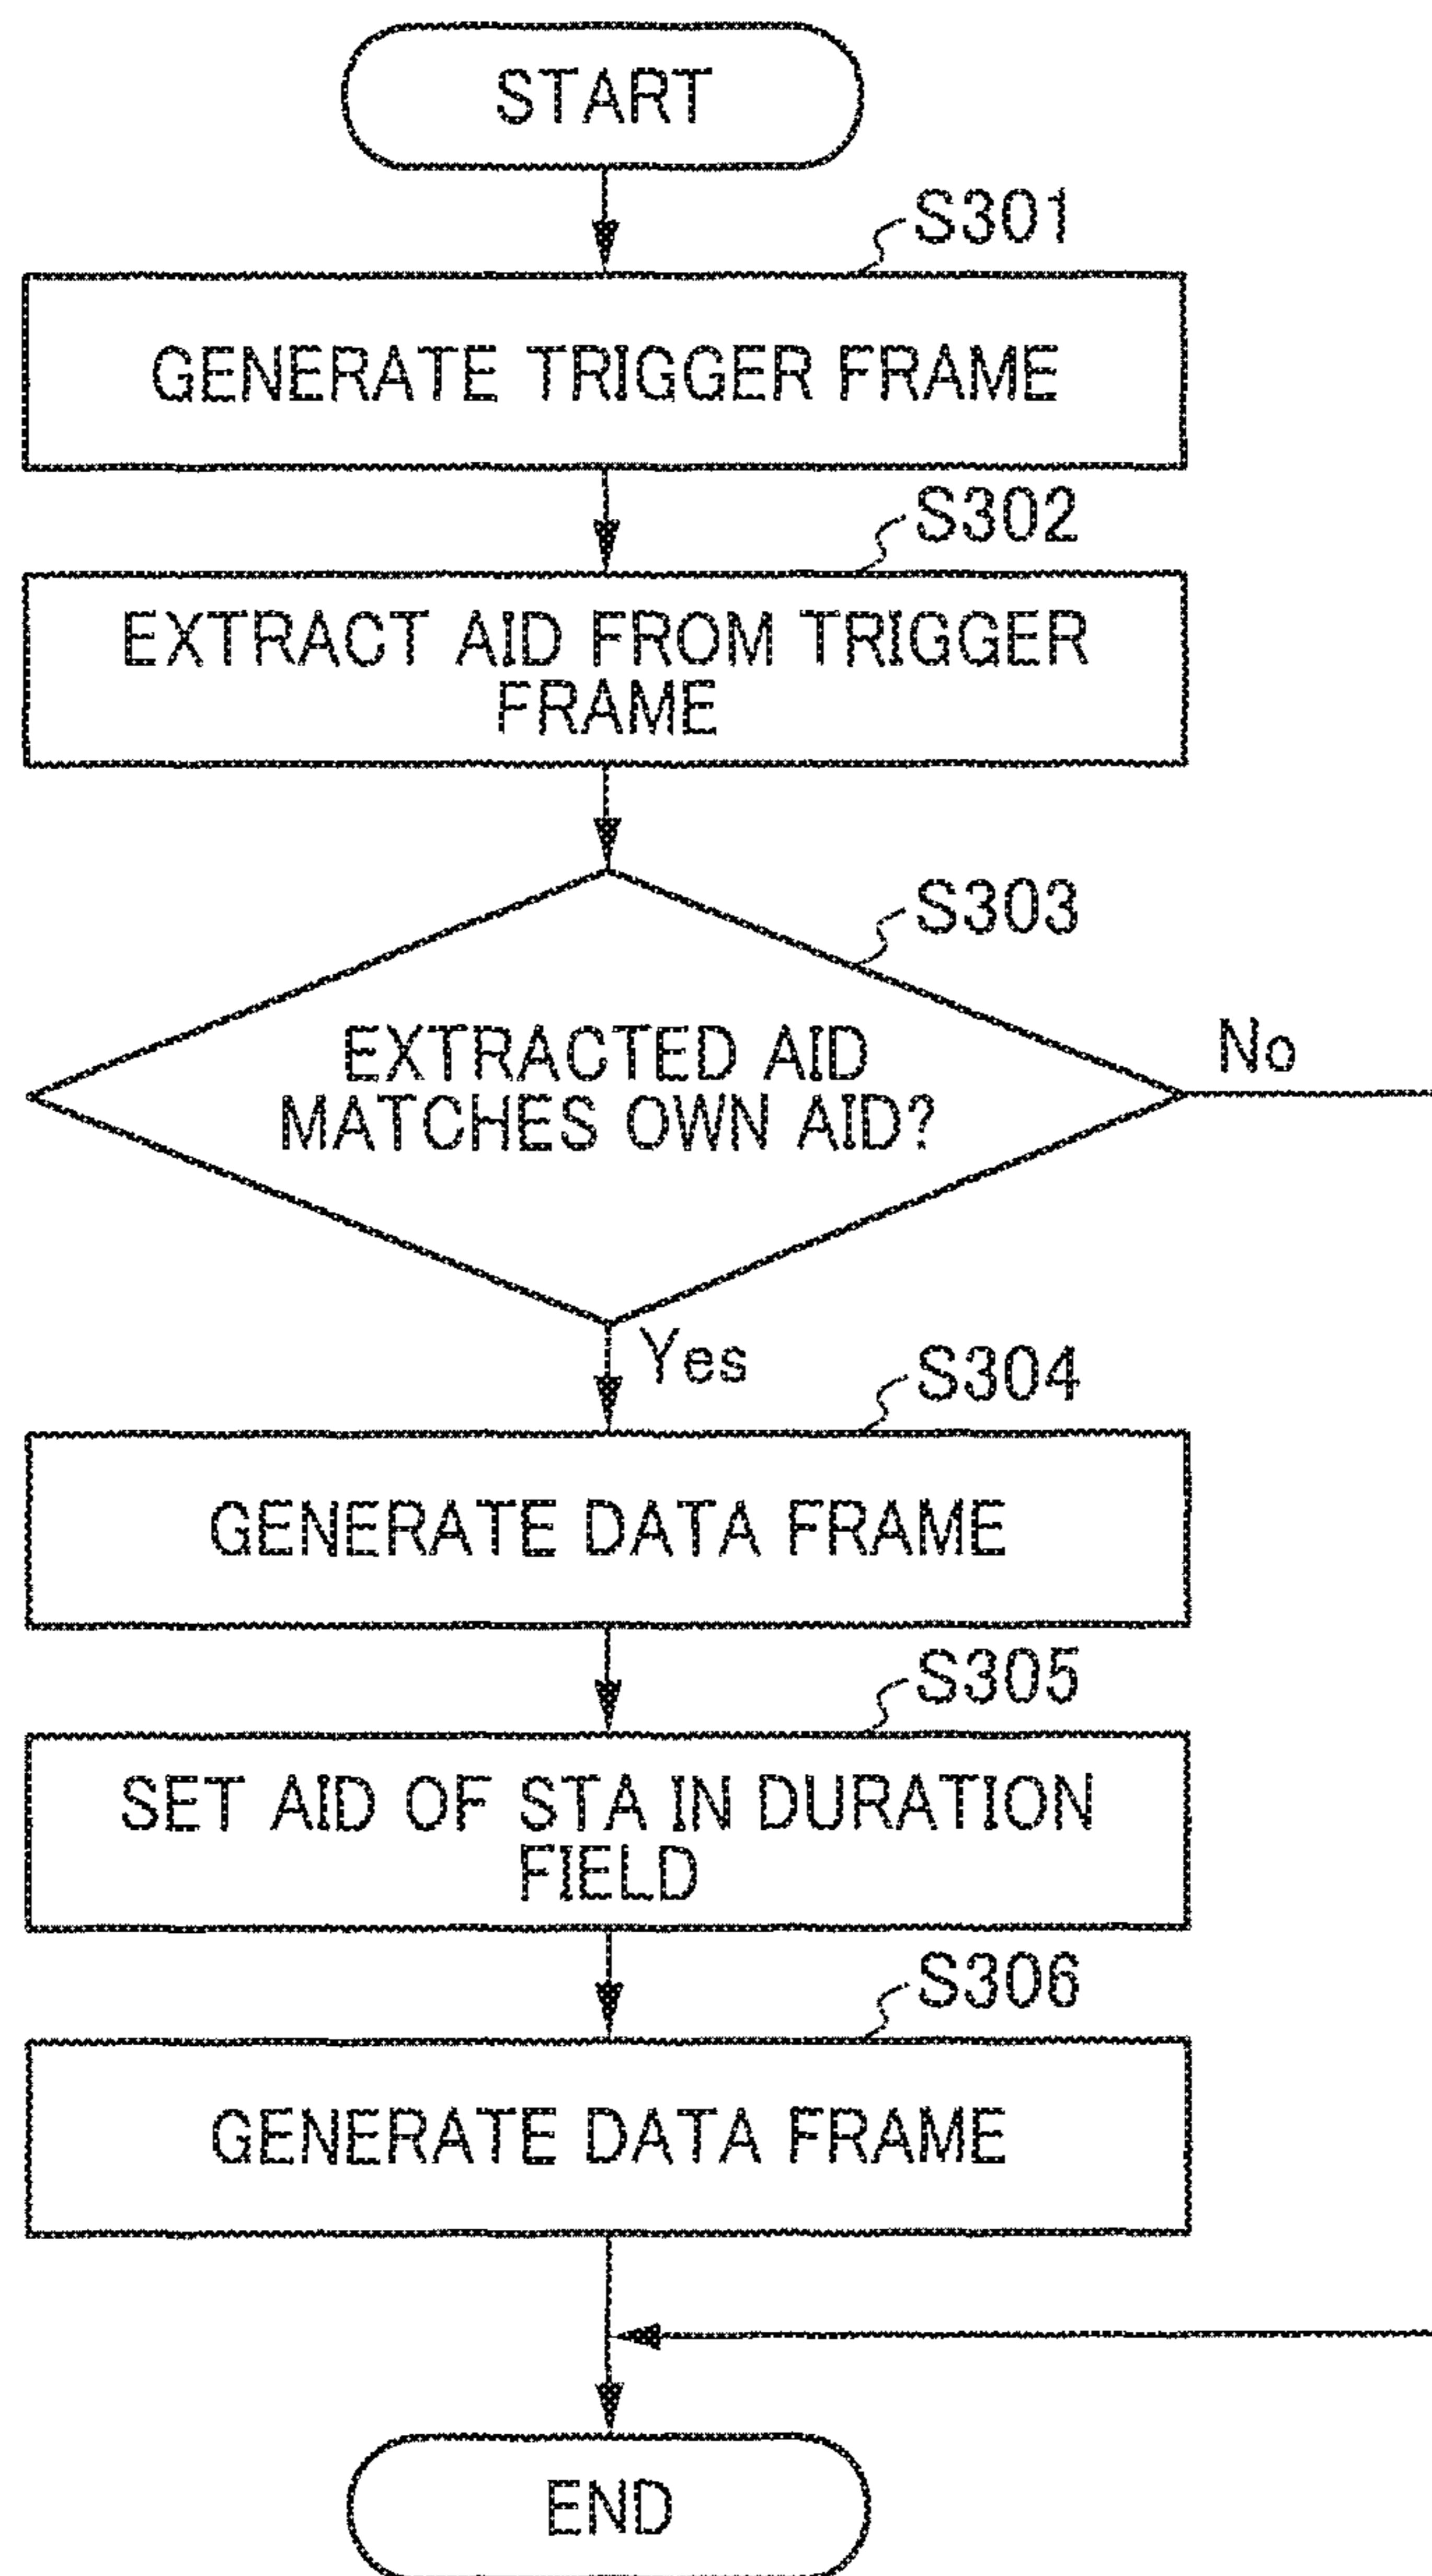 START
S301
GENERATE TRIGGER FRAME
S302
EXTRACT AID FROM TRIGGER
FRAME
S303
EXTRACTED AID
MATCHES OWN AID?
No
Yes
S304
GENERATE DATA FRAME
S305
SET AID OF STA IN DURATION
FIELD
S306
GENERATE DATA FRAME
END